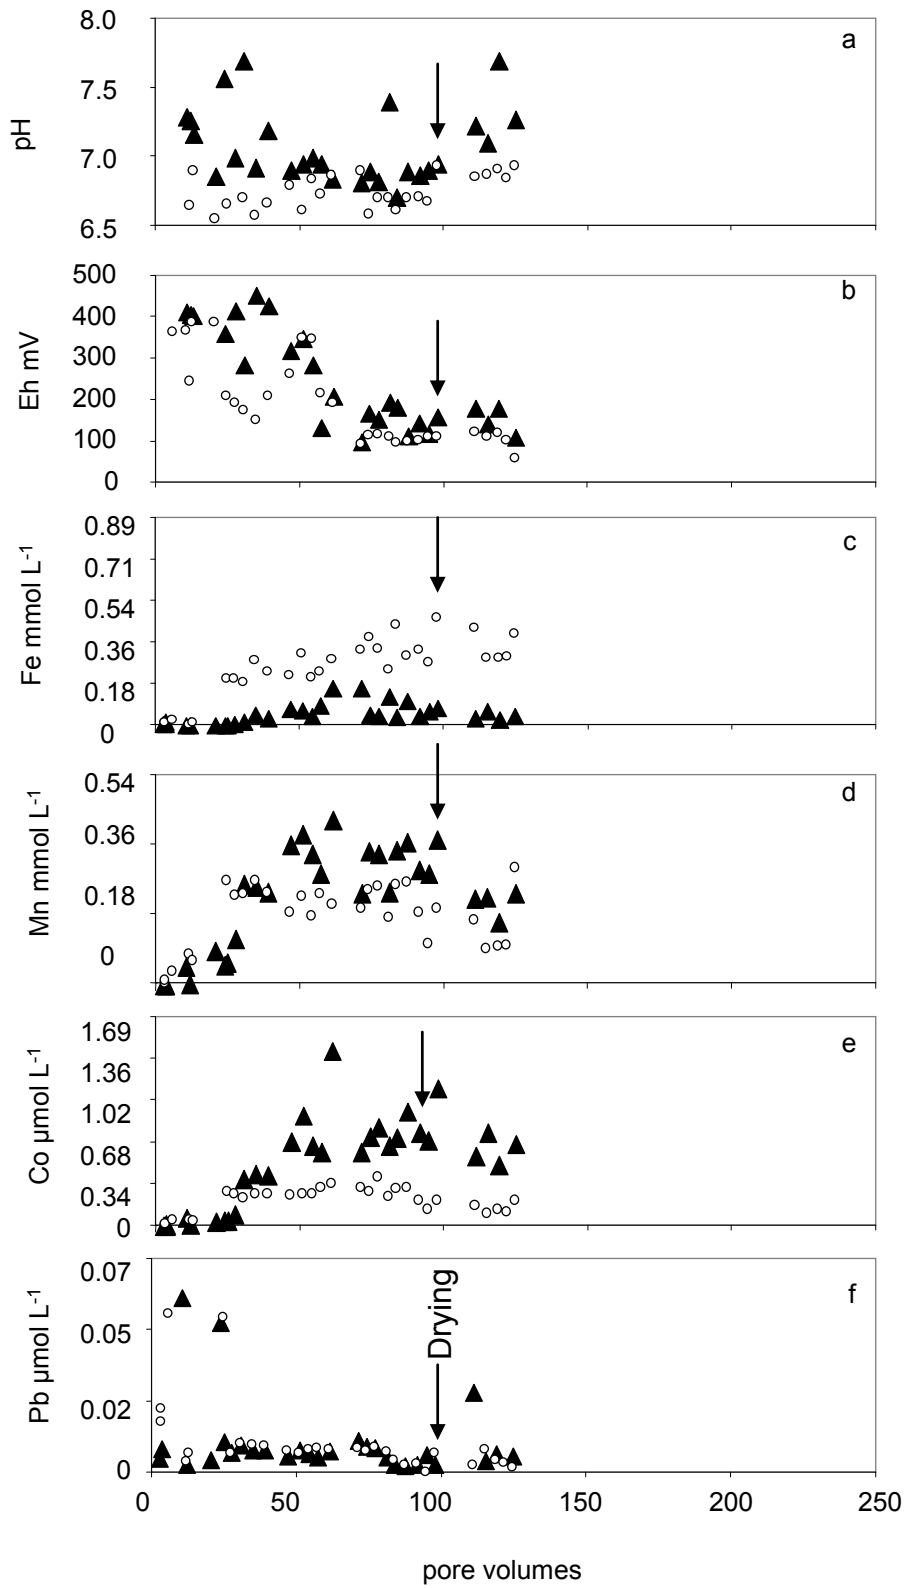 8.0
7.5
7.0
6.5
pH
a
500
400
300
200
100
0
Eh mV
b
0.89
0.71
0.54
0.36
0.18
0
Fe mmol L-1
c
0.54
0.36
0.18
0
Mn mmol L-1
d
1.69
1.36
1.02
0.68
0.34
0
Co µmol L-1
e
0.07
0.05
0.02
0
Pb µmol L-1
Drying
f
0 50 100 150 200 250
pore volumes